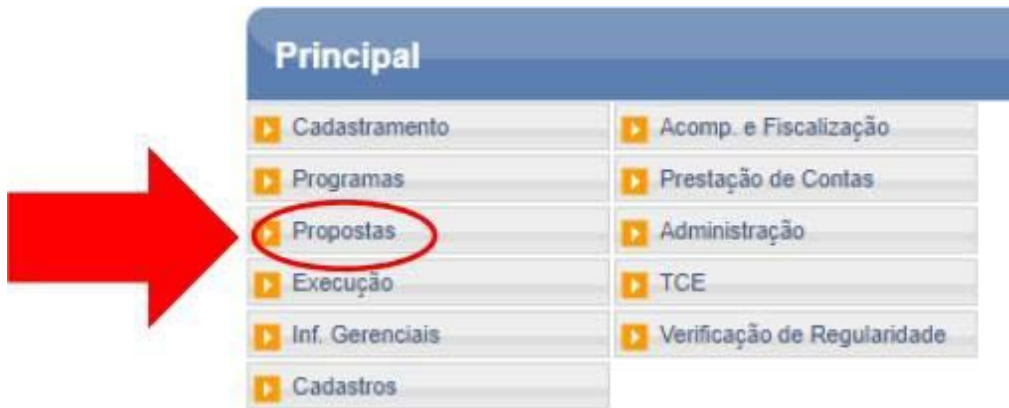 Principal
Cadastramento
Acomp. e Fiscalização
Programas
Prestação de Contas
Propostas
Administração
Execução
TCE
Inf. Gerenciais
Verificação de Regularidade
Cadastros